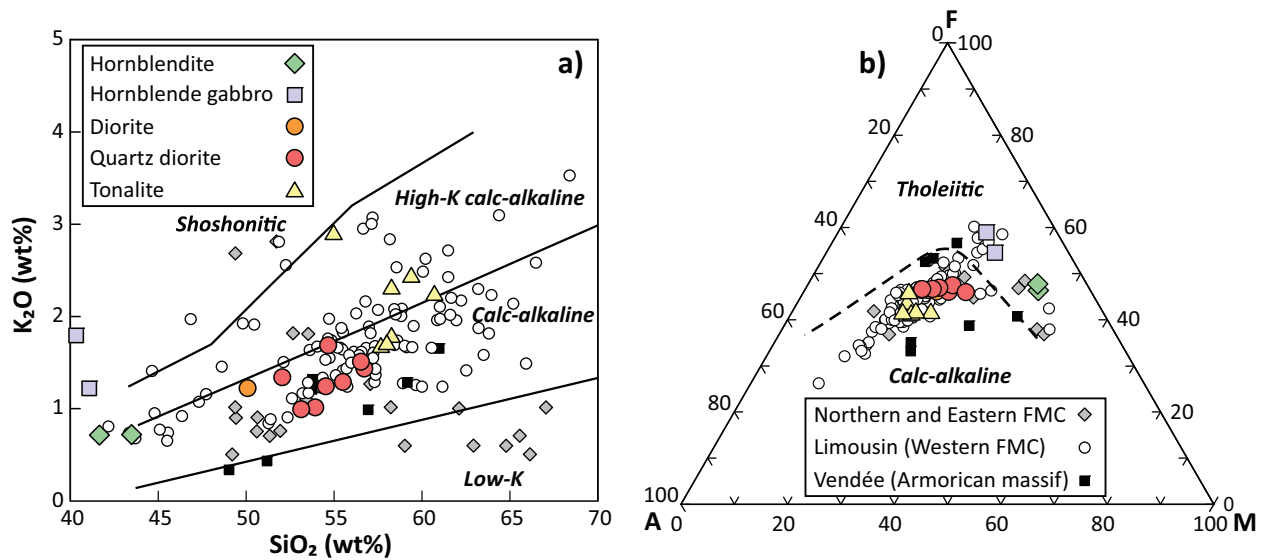 a)
K₂O (wt%)
5
4
3
2
1
0
40
45
50
55
60
65
70
SiO₂ (wt%)
Hornblendite
Hornblende gabbro
Diorite
Quartz diorite
Tonalite
Shoshonitic
High-K calc-alkaline
Calc-alkaline
Low-K
b)
F
0
100
20
80
40
60
60
40
80
20
100
0
A
0
20
40
60
80
100
M
Tholeiitic
Calc-alkaline
Northern and Eastern FMC
Limousin (Western FMC)
Vendée (Armorican massif)